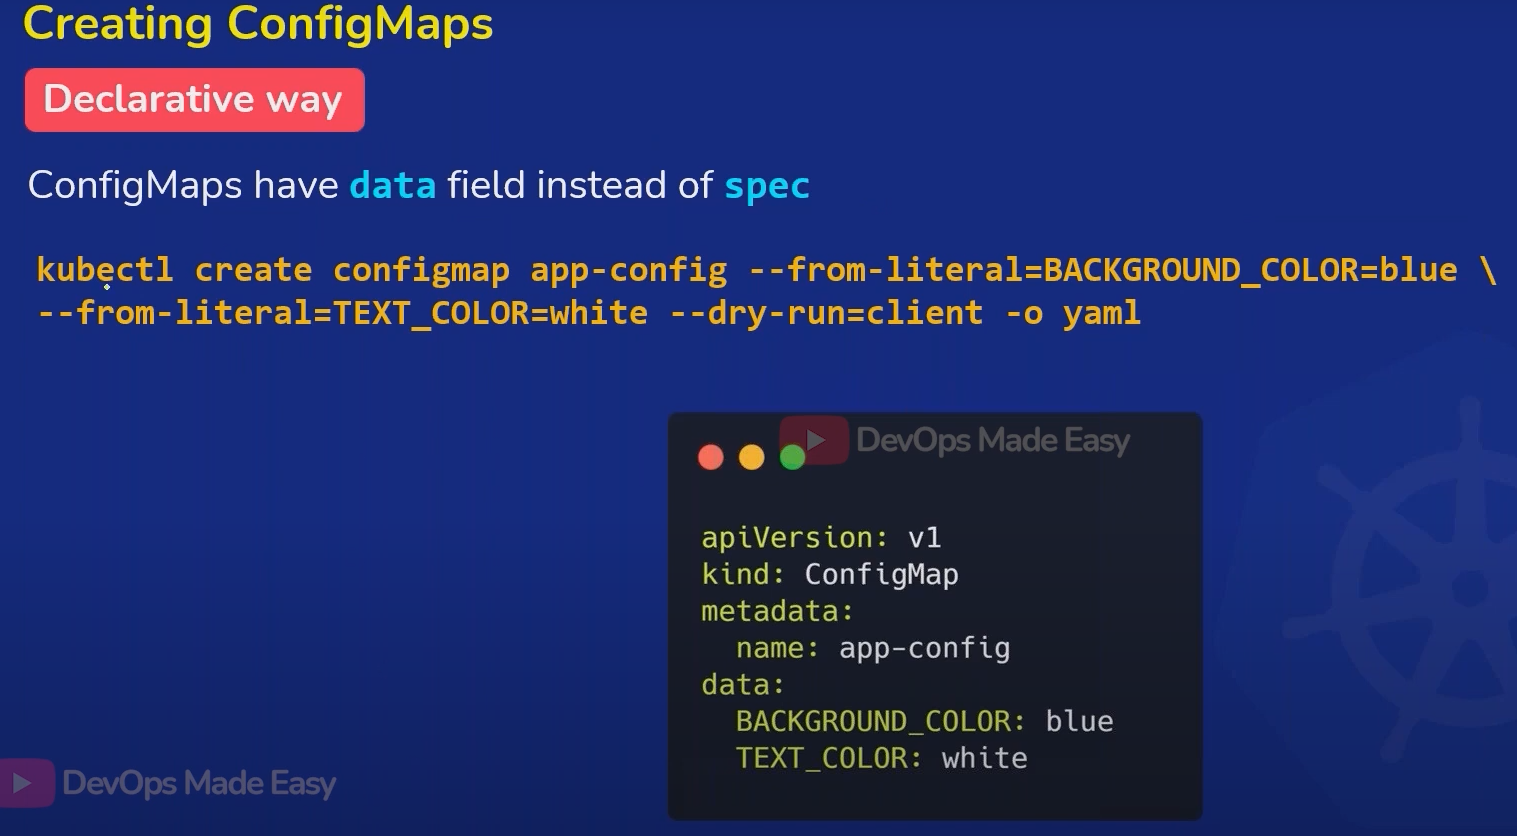 Creating ConfigMaps
Declarative way
ConfigMaps have data field instead of spec
kubectl create configmap app-config --from-literal=BACKGROUND_COLOR=blue \
--from-literal=TEXT_COLOR=white --dry-run=client -o yaml
DevOps Made Easy
apiVersion: v1
kind: ConfigMap
metadata:
  name: app-config
data:
  BACKGROUND_COLOR: blue
  TEXT_COLOR: white
DevOps Made Easy